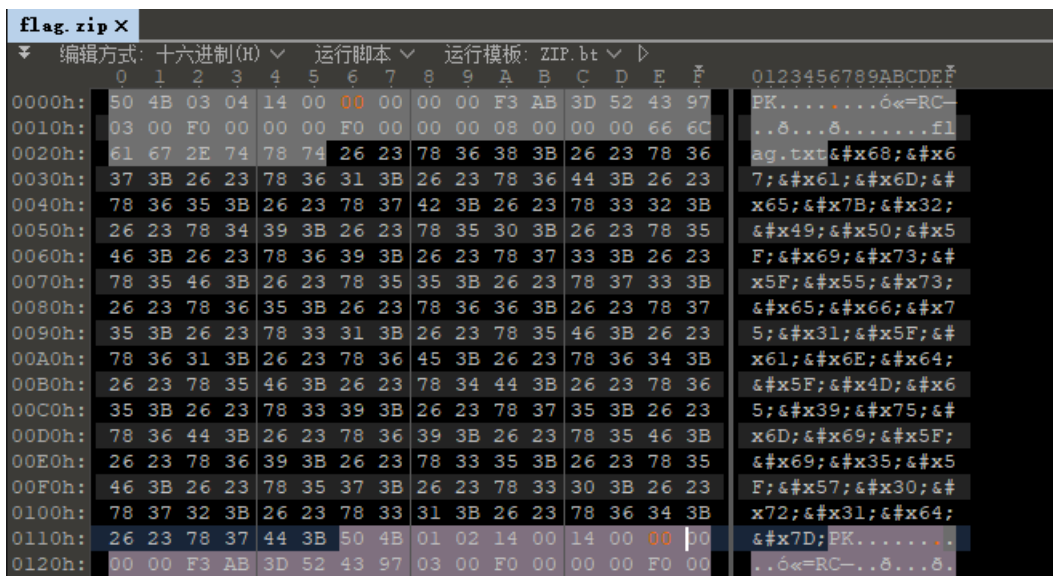 flag.zip ×
编辑方式: 十六进制(H) ∨ 运行脚本 ∨ 运行模板: ZIP.bt ∨ ▷
0 1 2 3 4 5 6 7 8 9 A B C D E F 0123456789ABCDEF
0000h: 50 4B 03 04 14 00 00 00 00 00 F3 AB 3D 52 43 97 PK........ó«=RC—
0010h: 03 00 F0 00 00 00 F0 00 00 00 08 00 00 00 66 6C ..ð...ð.......fl
0020h: 61 67 2E 74 78 74 26 23 78 36 38 3B 26 23 78 36 ag.txt&#x68;&#x6
0030h: 37 3B 26 23 78 36 31 3B 26 23 78 36 44 3B 26 23 7;&#x61;&#x6D;&#
0040h: 78 36 35 3B 26 23 78 37 42 3B 26 23 78 33 32 3B x65;&#x7B;&#x32;
0050h: 26 23 78 34 39 3B 26 23 78 35 30 3B 26 23 78 35 &#x49;&#x50;&#x5
0060h: 46 3B 26 23 78 36 39 3B 26 23 78 37 33 3B 26 23 F;&#x69;&#x73;&#
0070h: 78 35 46 3B 26 23 78 35 35 3B 26 23 78 37 33 3B x5F;&#x55;&#x73;
0080h: 26 23 78 36 35 3B 26 23 78 36 36 3B 26 23 78 37 &#x65;&#x66;&#x7
0090h: 35 3B 26 23 78 33 31 3B 26 23 78 35 46 3B 26 23 5;&#x31;&#x5F;&#
00A0h: 78 36 31 3B 26 23 78 36 45 3B 26 23 78 36 34 3B x61;&#x6E;&#x64;
00B0h: 26 23 78 35 46 3B 26 23 78 34 44 3B 26 23 78 36 &#x5F;&#x4D;&#x6
00C0h: 35 3B 26 23 78 33 39 3B 26 23 78 37 35 3B 26 23 5;&#x39;&#x75;&#
00D0h: 78 36 44 3B 26 23 78 36 39 3B 26 23 78 35 46 3B x6D;&#x69;&#x5F;
00E0h: 26 23 78 36 39 3B 26 23 78 33 35 3B 26 23 78 35 &#x69;&#x35;&#x5
00F0h: 46 3B 26 23 78 35 37 3B 26 23 78 33 30 3B 26 23 F;&#x57;&#x30;&#
0100h: 78 37 32 3B 26 23 78 33 31 3B 26 23 78 36 34 3B x72;&#x31;&#x64;
0110h: 26 23 78 37 44 3B 50 4B 01 02 14 00 14 00 00 00 &#x7D;PK........
0120h: 00 00 F3 AB 3D 52 43 97 03 00 F0 00 00 00 F0 00 ..ó«=RC—..ð...ð.